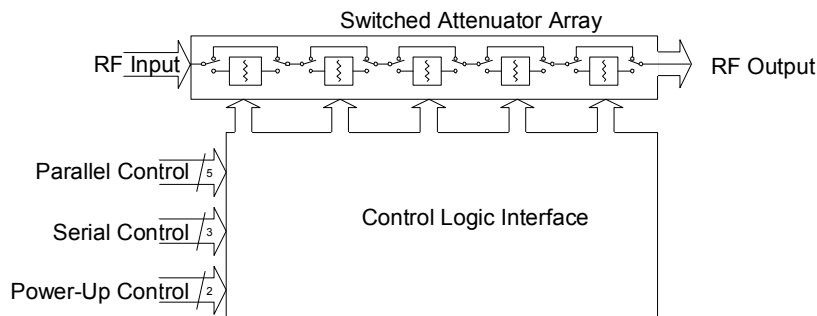 Switched Attenuator Array
RF Input
RF Output
Parallel Control
5
Control Logic Interface
Serial Control
3
Power-Up Control
2